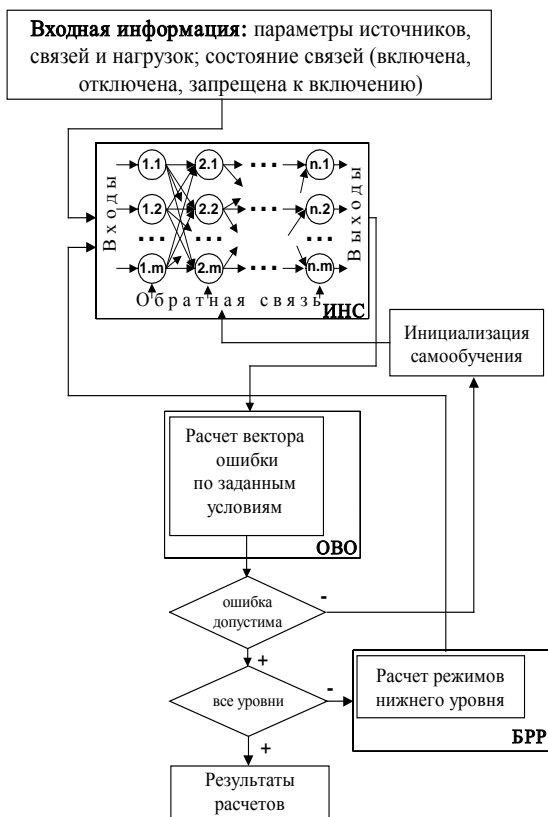 Входная информация: параметры источников,
связей и нагрузок; состояние связей (включена,
отключена, запрещена к включению)
Входы
1.1 2.1 ... n.1
1.2 2.2 ... n.2
... ... ...
1.m 2.m ... n.m
Выходы
Обратная связь
ИНС
Инициализация
самообучения
Расчет вектора
ошибки
по заданным
условиям
ОВО
ошибка
допустима
-
+
все уровни
-
+
Расчет режимов
нижнего уровня
БРР
Результаты
расчетов